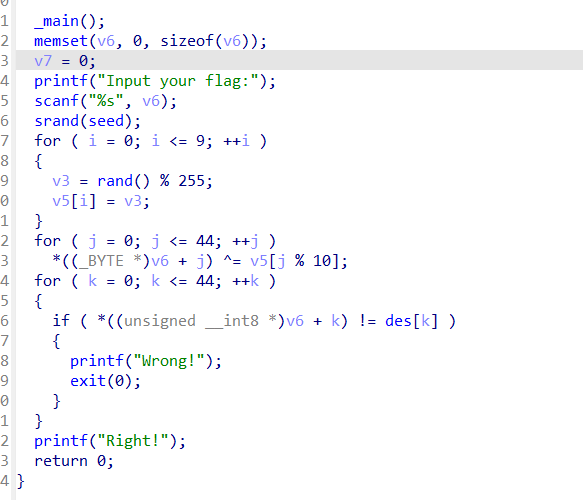 0
1 _main();
2 memset(v6, 0, sizeof(v6));
3 v7 = 0;
4 printf("Input your flag:");
5 scanf("%s", v6);
6 srand(seed);
7 for ( i = 0; i <= 9; ++i )
8 {
9 v3 = rand() % 255;
0 v5[i] = v3;
1 }
2 for ( j = 0; j <= 44; ++j )
3 *((_BYTE *)v6 + j) ^= v5[j % 10];
4 for ( k = 0; k <= 44; ++k )
5 {
6 if ( *((unsigned __int8 *)v6 + k) != des[k] )
7 {
8 printf("Wrong!");
9 exit(0);
0 }
1 }
2 printf("Right!");
3 return 0;
4 }